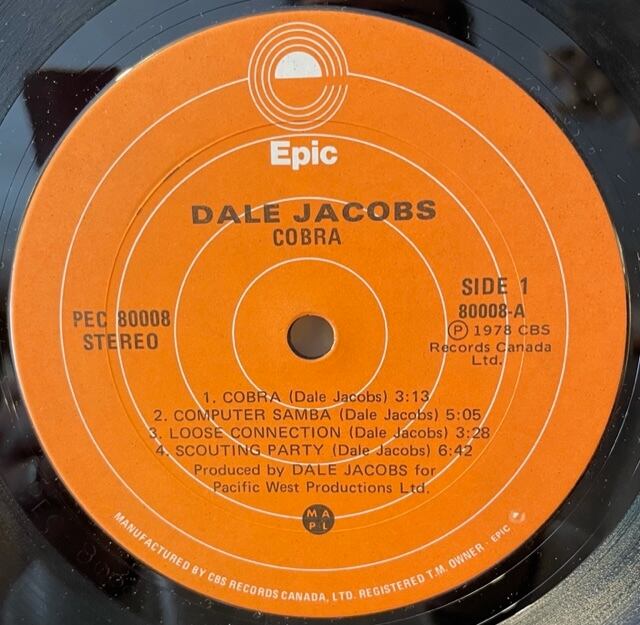 Epic
DALE JACOBS
COBRA
PEC 80008
STEREO
SIDE 1
80008-A
Ⓟ 1978 CBS
Records Canada
Ltd.
1. COBRA (Dale Jacobs) 3:13
2. COMPUTER SAMBA (Dale Jacobs) 5:05
3. LOOSE CONNECTION (Dale Jacobs) 3:28
4. SCOUTING PARTY (Dale Jacobs) 6:42
Produced by DALE JACOBS for
Pacific West Productions Ltd.
M A
P L
MANUFACTURED BY CBS RECORDS CANADA, LTD. REGISTERED T.M. OWNER - EPIC